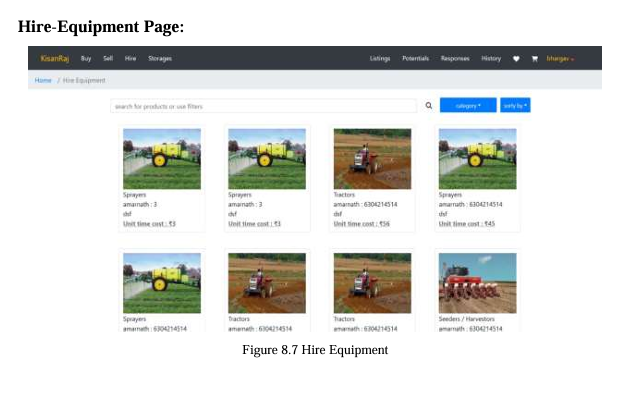 Hire-Equipment Page:
KisanRaj Buy Sell Hire Storages Listings Potentials Responses History bhargav
Home / Hire Equipment
search for products or use filters category sorty by
Sprayers Sprayers Tractors Sprayers
amarnath : 3 amarnath : 3 amarnath : 6304214514 amarnath : 6304214514
dsf dsf dsf dsf
Unit time cost : ₹3 Unit time cost : ₹3 Unit time cost : ₹56 Unit time cost : ₹45
Sprayers Tractors Tractors Seeders / Harvestors
amarnath : 6304214514 amarnath : 6304214514 amarnath : 6304214514 amarnath : 6304214514
Figure 8.7 Hire Equipment